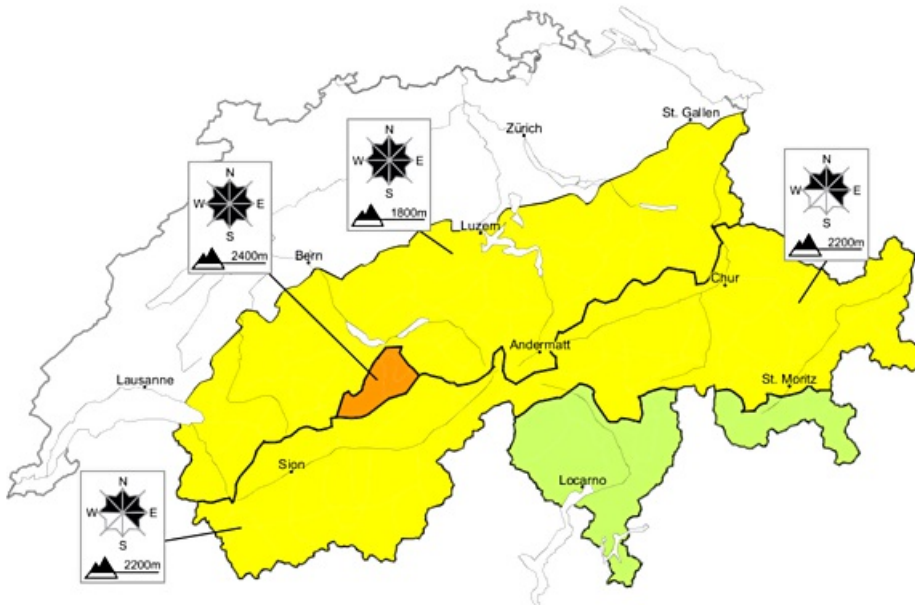 St. Gallen
Zürich
N
W E
S
1800m
N
W E
S
2200m
N
W E
S
2400m
Luzern
Bern
Chur
Andermatt
Lausanne
St. Moritz
Sion
Locarno
N
W E
S
2200m